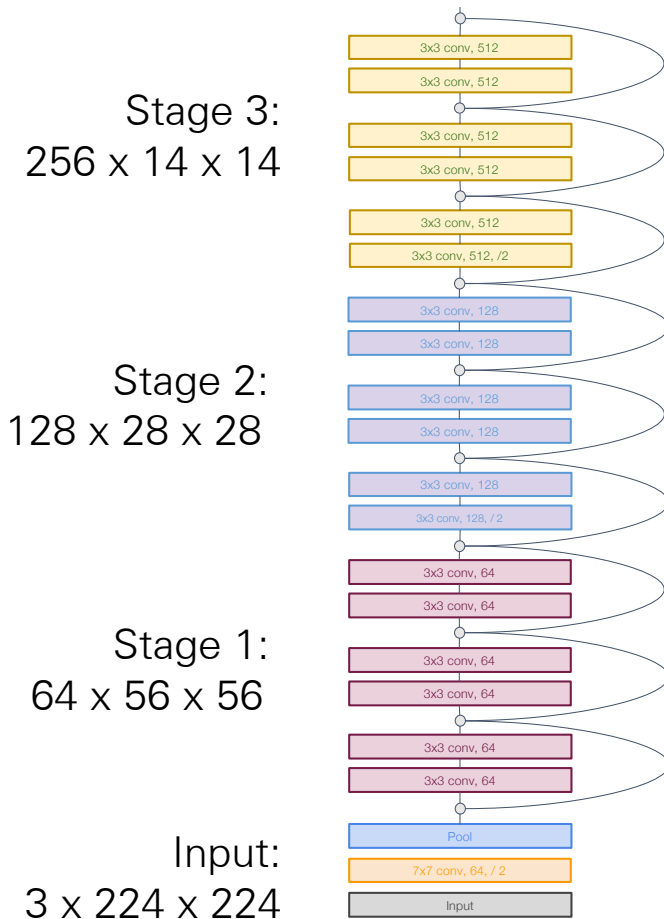 3x3 conv, 512
3x3 conv, 512
Stage 3:
256 x 14 x 14
3x3 conv, 512
3x3 conv, 512
3x3 conv, 512
3x3 conv, 512, /2
3x3 conv, 128
3x3 conv, 128
Stage 2:
128 x 28 x 28
3x3 conv, 128
3x3 conv, 128
3x3 conv, 128
3x3 conv, 128, / 2
3x3 conv, 64
3x3 conv, 64
Stage 1:
64 x 56 x 56
3x3 conv, 64
3x3 conv, 64
3x3 conv, 64
3x3 conv, 64
Input:
3 x 224 x 224
Pool
7x7 conv, 64, / 2
Input